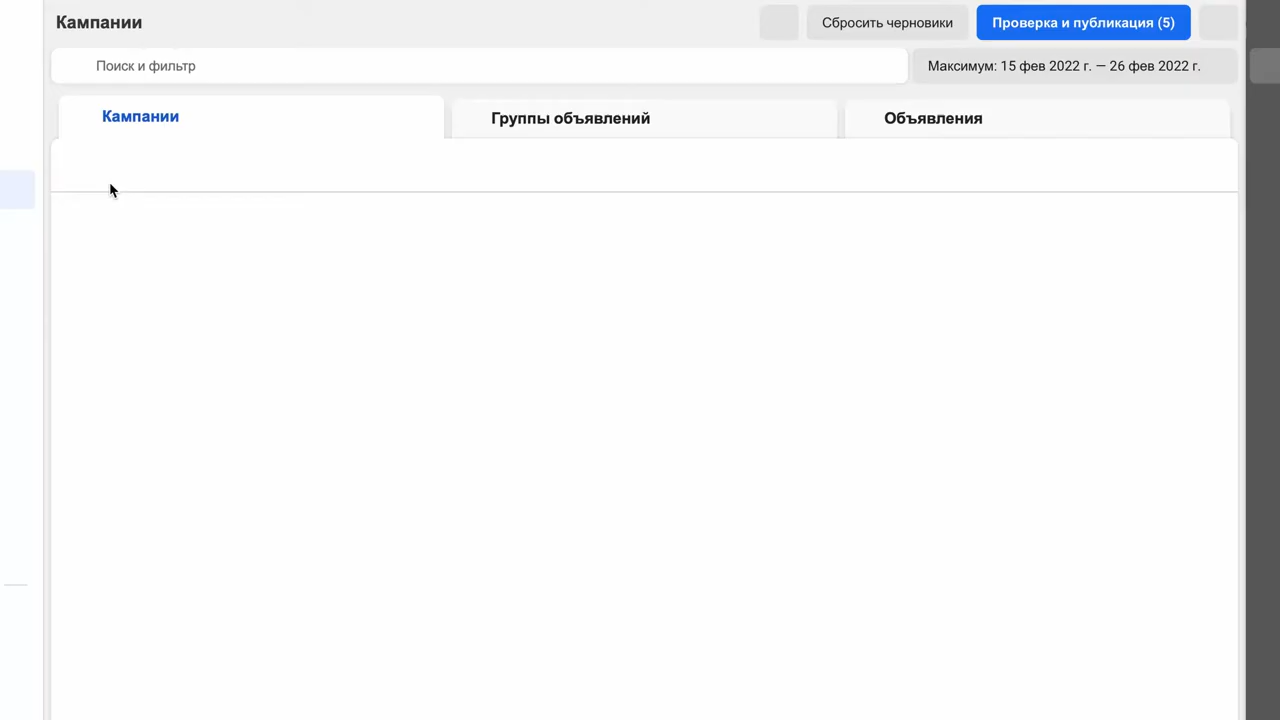 Кампании
Сбросить черновики
Проверка и публикация (5)
Поиск и фильтр
Максимум: 15 фев 2022 г. — 26 фев 2022 г.
Кампании
Группы объявлений
Объявления